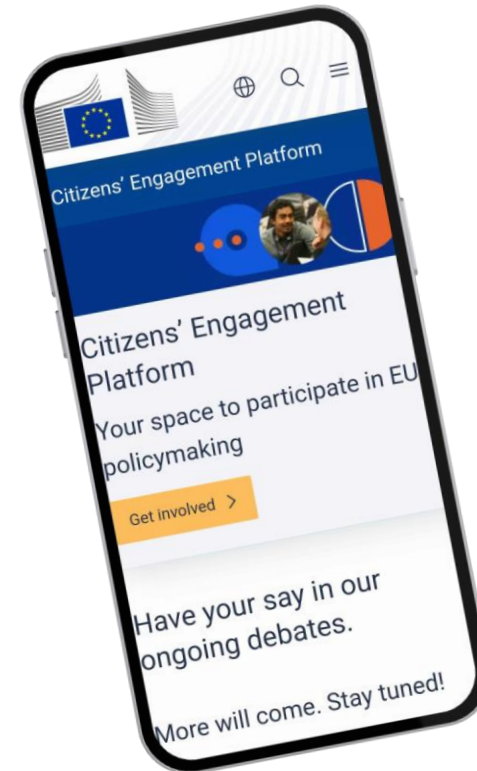 Citizens’ Engagement Platform
Citizens’ Engagement
Platform
Your space to participate in EU
policymaking
Get involved
Have your say in our
ongoing debates.
More will come. Stay tuned!